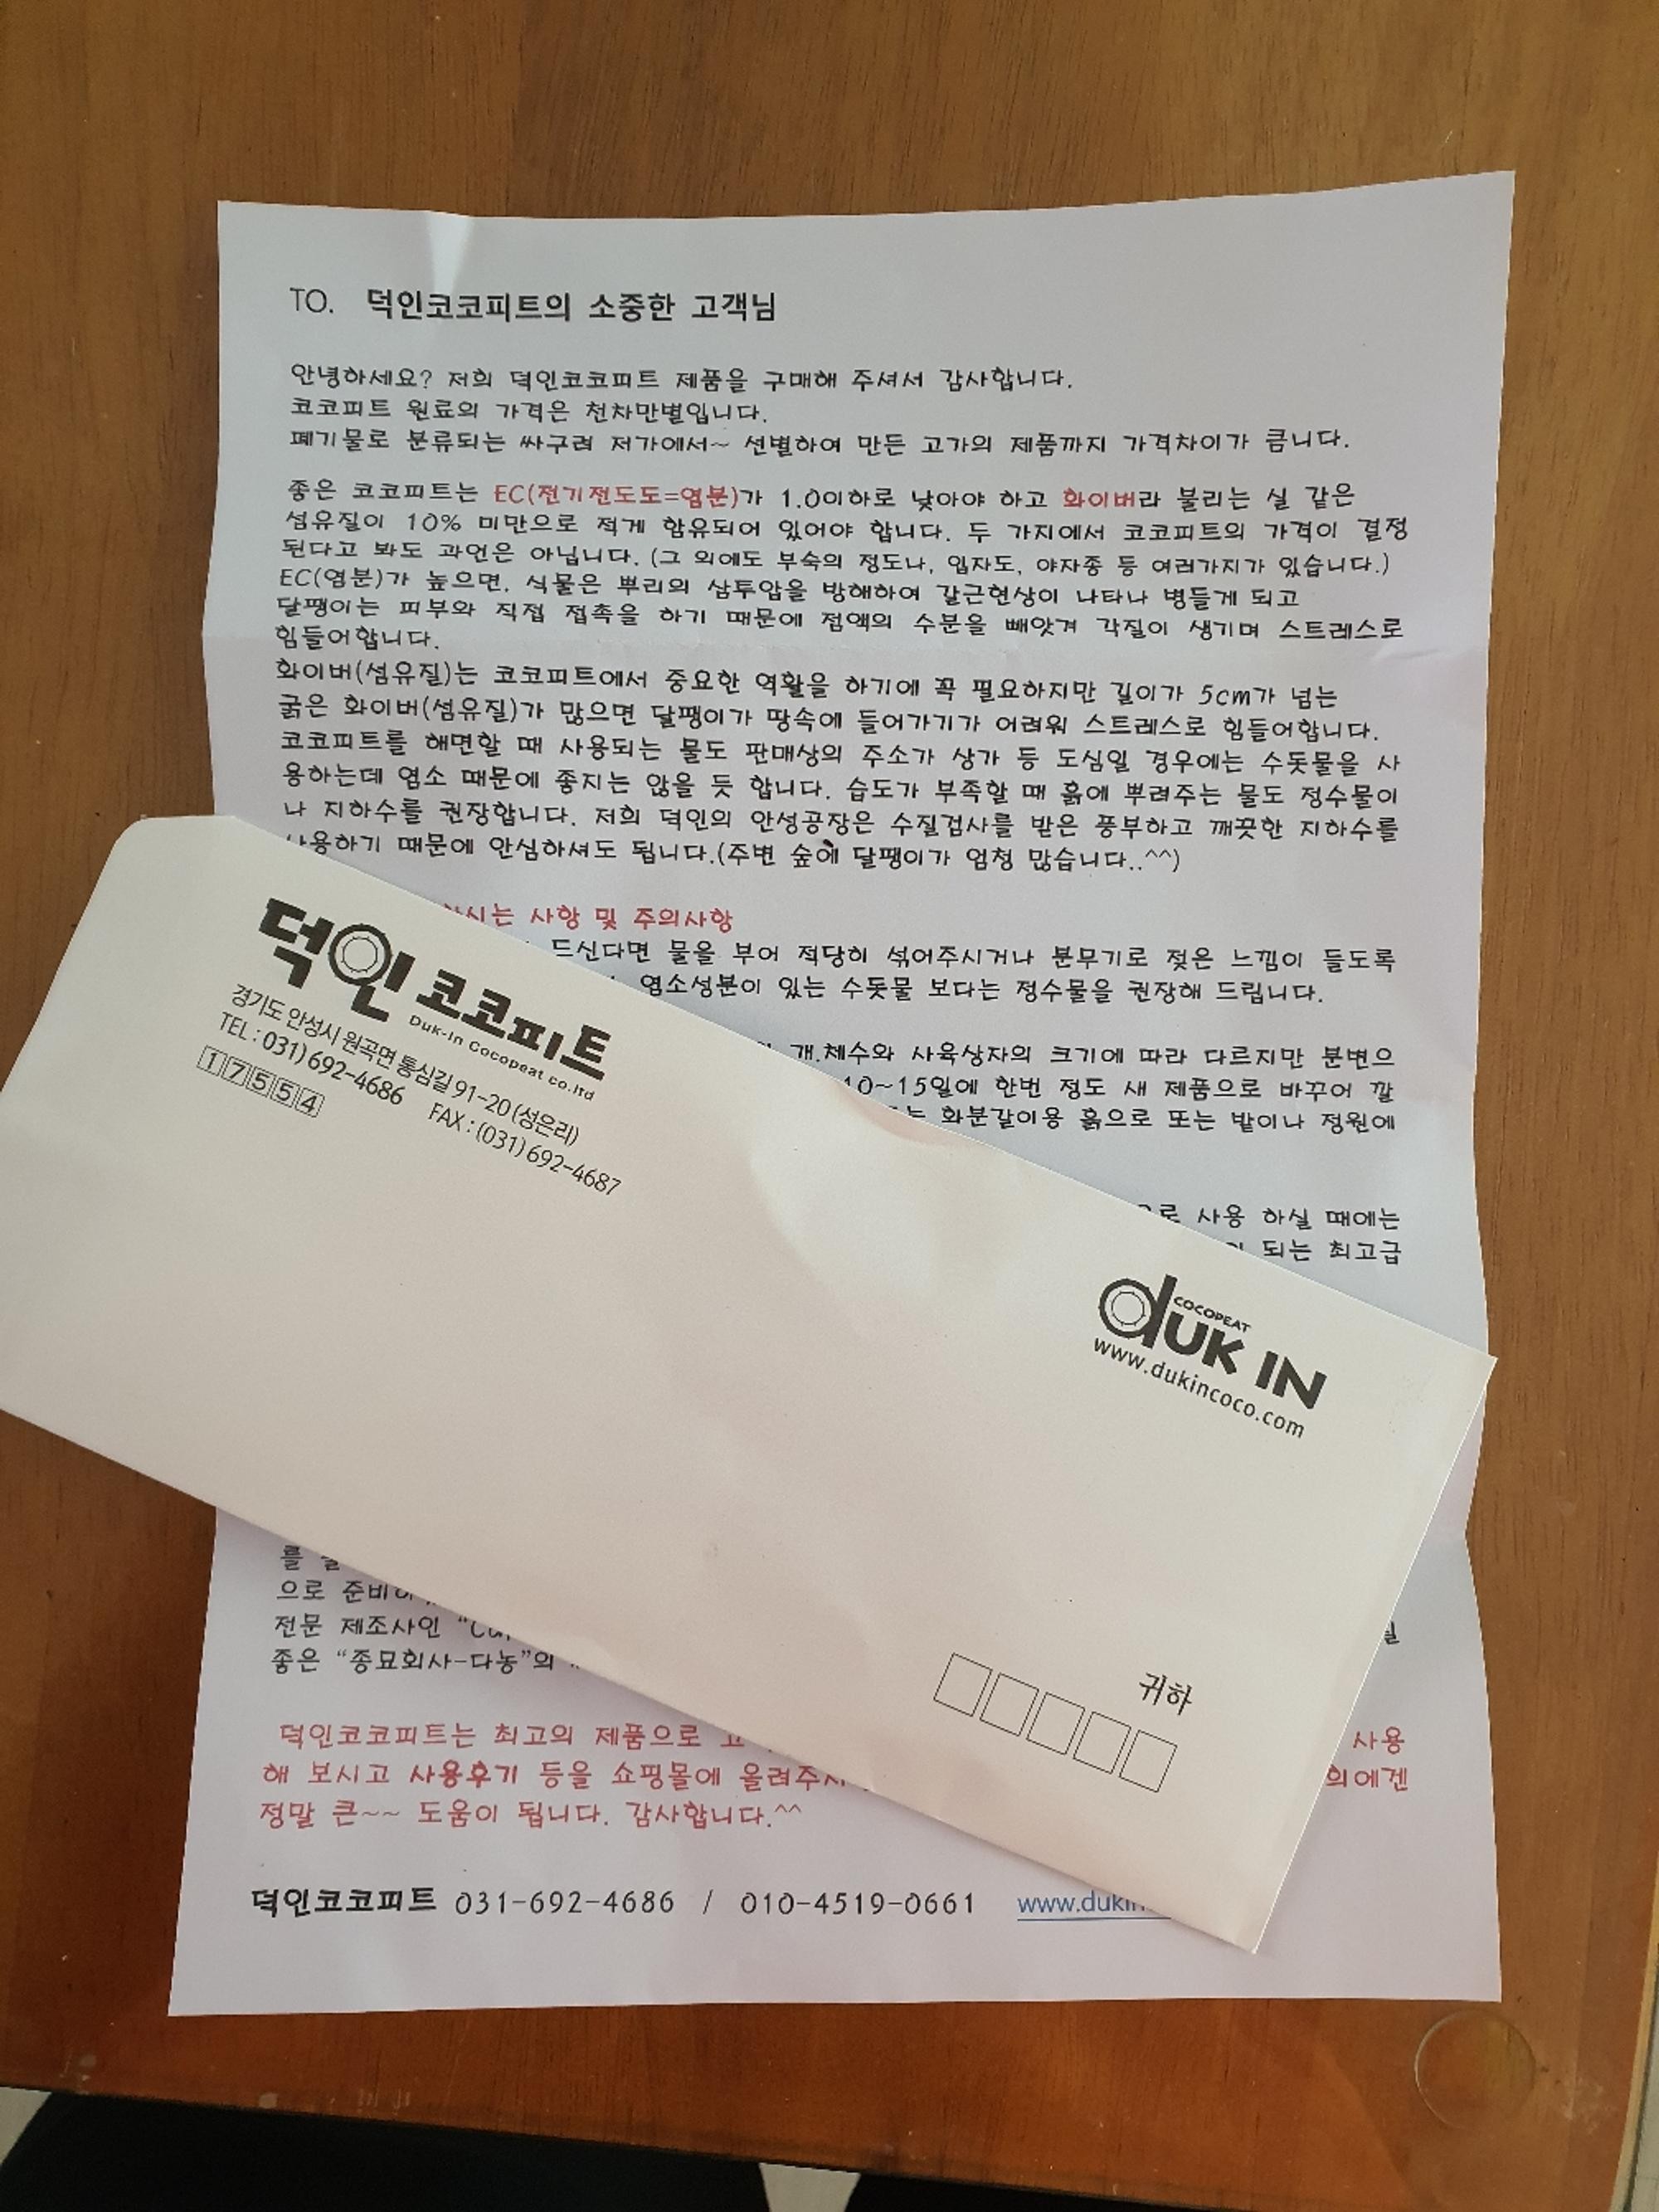 TO. 덕인코코피트의 소중한 고객님
안녕하세요? 저희 덕인코코피트 제품을 구매해 주셔서 감사합니다.
코코피트 원료의 가격은 천차만별입니다.
폐기물로 분류되는 싸구려 저가에서~ 선별하여 만든 고가의 제품까지 가격차이가 큽니다.
좋은 코코피트는 EC(전기전도도=염분)가 1.0이하로 낮아야 하고 화이버라 불리는 실 같은
섬유질이 10% 미만으로 적게 함유되어 있어야 합니다. 두 가지에서 코코피트의 가격이 결정
된다고 봐도 과언은 아닙니다. (그 외에도 부숙의 정도나, 입자도, 야자종 등 여러가지가 있습니다.)
EC(염분)가 높으면, 식물은 뿌리의 삼투압을 방해하여 갈근현상이 나타나 병들게 되고
달팽이는 피부와 직접 접촉을 하기 때문에 점액의 수분을 빼앗겨 각질이 생기며 스트레스로
힘들어합니다.
화이버(섬유질)는 코코피트에서 중요한 역활을 하기에 꼭 필요하지만 길이가 5cm가 넘는
굵은 화이버(섬유질)가 많으면 달팽이가 땅속에 들어가기가 어려워 스트레스로 힘들어합니다.
코코피트를 해면할 때 사용되는 물도 판매상의 주소가 상가 등 도심일 경우에는 수돗물을 사
용하는데 염소 때문에 좋지는 않을 듯 합니다. 습도가 부족할 때 흙에 뿌려주는 물도 정수물이
나 지하수를 권장합니다. 저희 덕인의 안성공장은 수질검사를 받은 풍부하고 깨끗한 지하수를
사용하기 때문에 안심하셔도 됩니다.(주변 숲에 달팽이가 엄청 많습니다..^^)
하시는 사항 및 주의사항
드신다면 물을 부어 적당히 섞어주시거나 분무기로 젖은 느낌이 들도록
염소성분이 있는 수돗물 보다는 정수물을 권장해 드립니다.
개.체수와 사육상자의 크기에 따라 다르지만 분변으
10~15일에 한번 정도 새 제품으로 바꾸어 깔
화분갈이용 흙으로 또는 밭이나 정원에
사용 하실 때에는
되는 최고급
덕인 코코피트
Duk-In Cocopeat co.ltd
경기도 안성시 원곡면 통심길 91-20 (성은리)
TEL : 031) 692-4686 FAX : (031) 692-4687
17554
COCOPEAT
dUK IN
www.dukincoco.com
귀하
를
으로
전문 제조사인
좋은 “종묘회사-다농”의
덕인코코피트는 최고의 제품으로 사용
해 보시고 사용후기 등을 쇼핑몰에 의에겐
정말 큰~~ 도움이 됩니다. 감사합니다.^^
덕인코코피트 031-692-4686 / 010-4519-0661 www.dukin